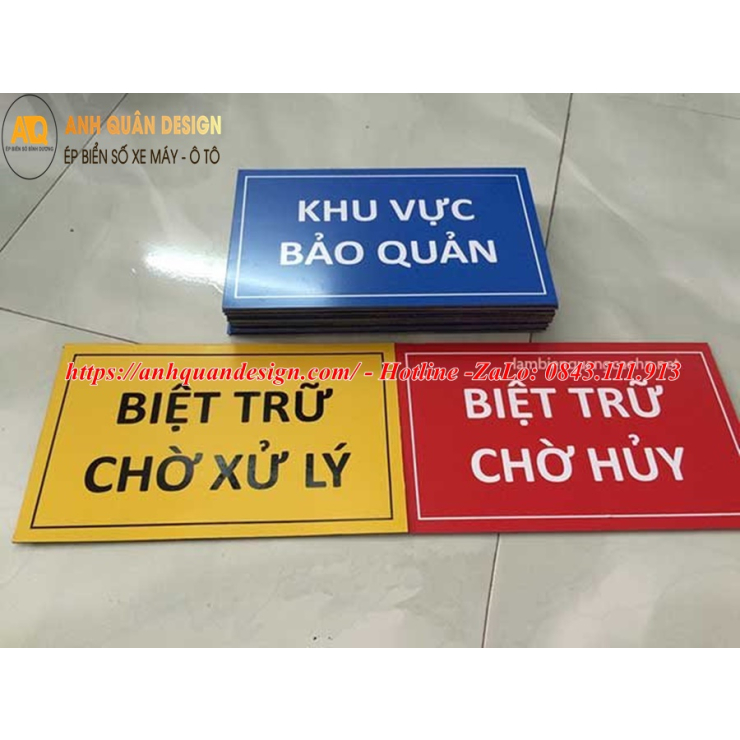 ANH QUÂN DESIGN
ÉP BIỂN SỐ XE MÁY - Ô TÔ
KHU VỰC
BẢO QUẢN
https://anhquandesign.com/ - Hotline -ZaLo: 0843.111.913
BIỆT TRỮ
CHỜ XỬ LÝ
BIỆT TRỮ
CHỜ HỦY